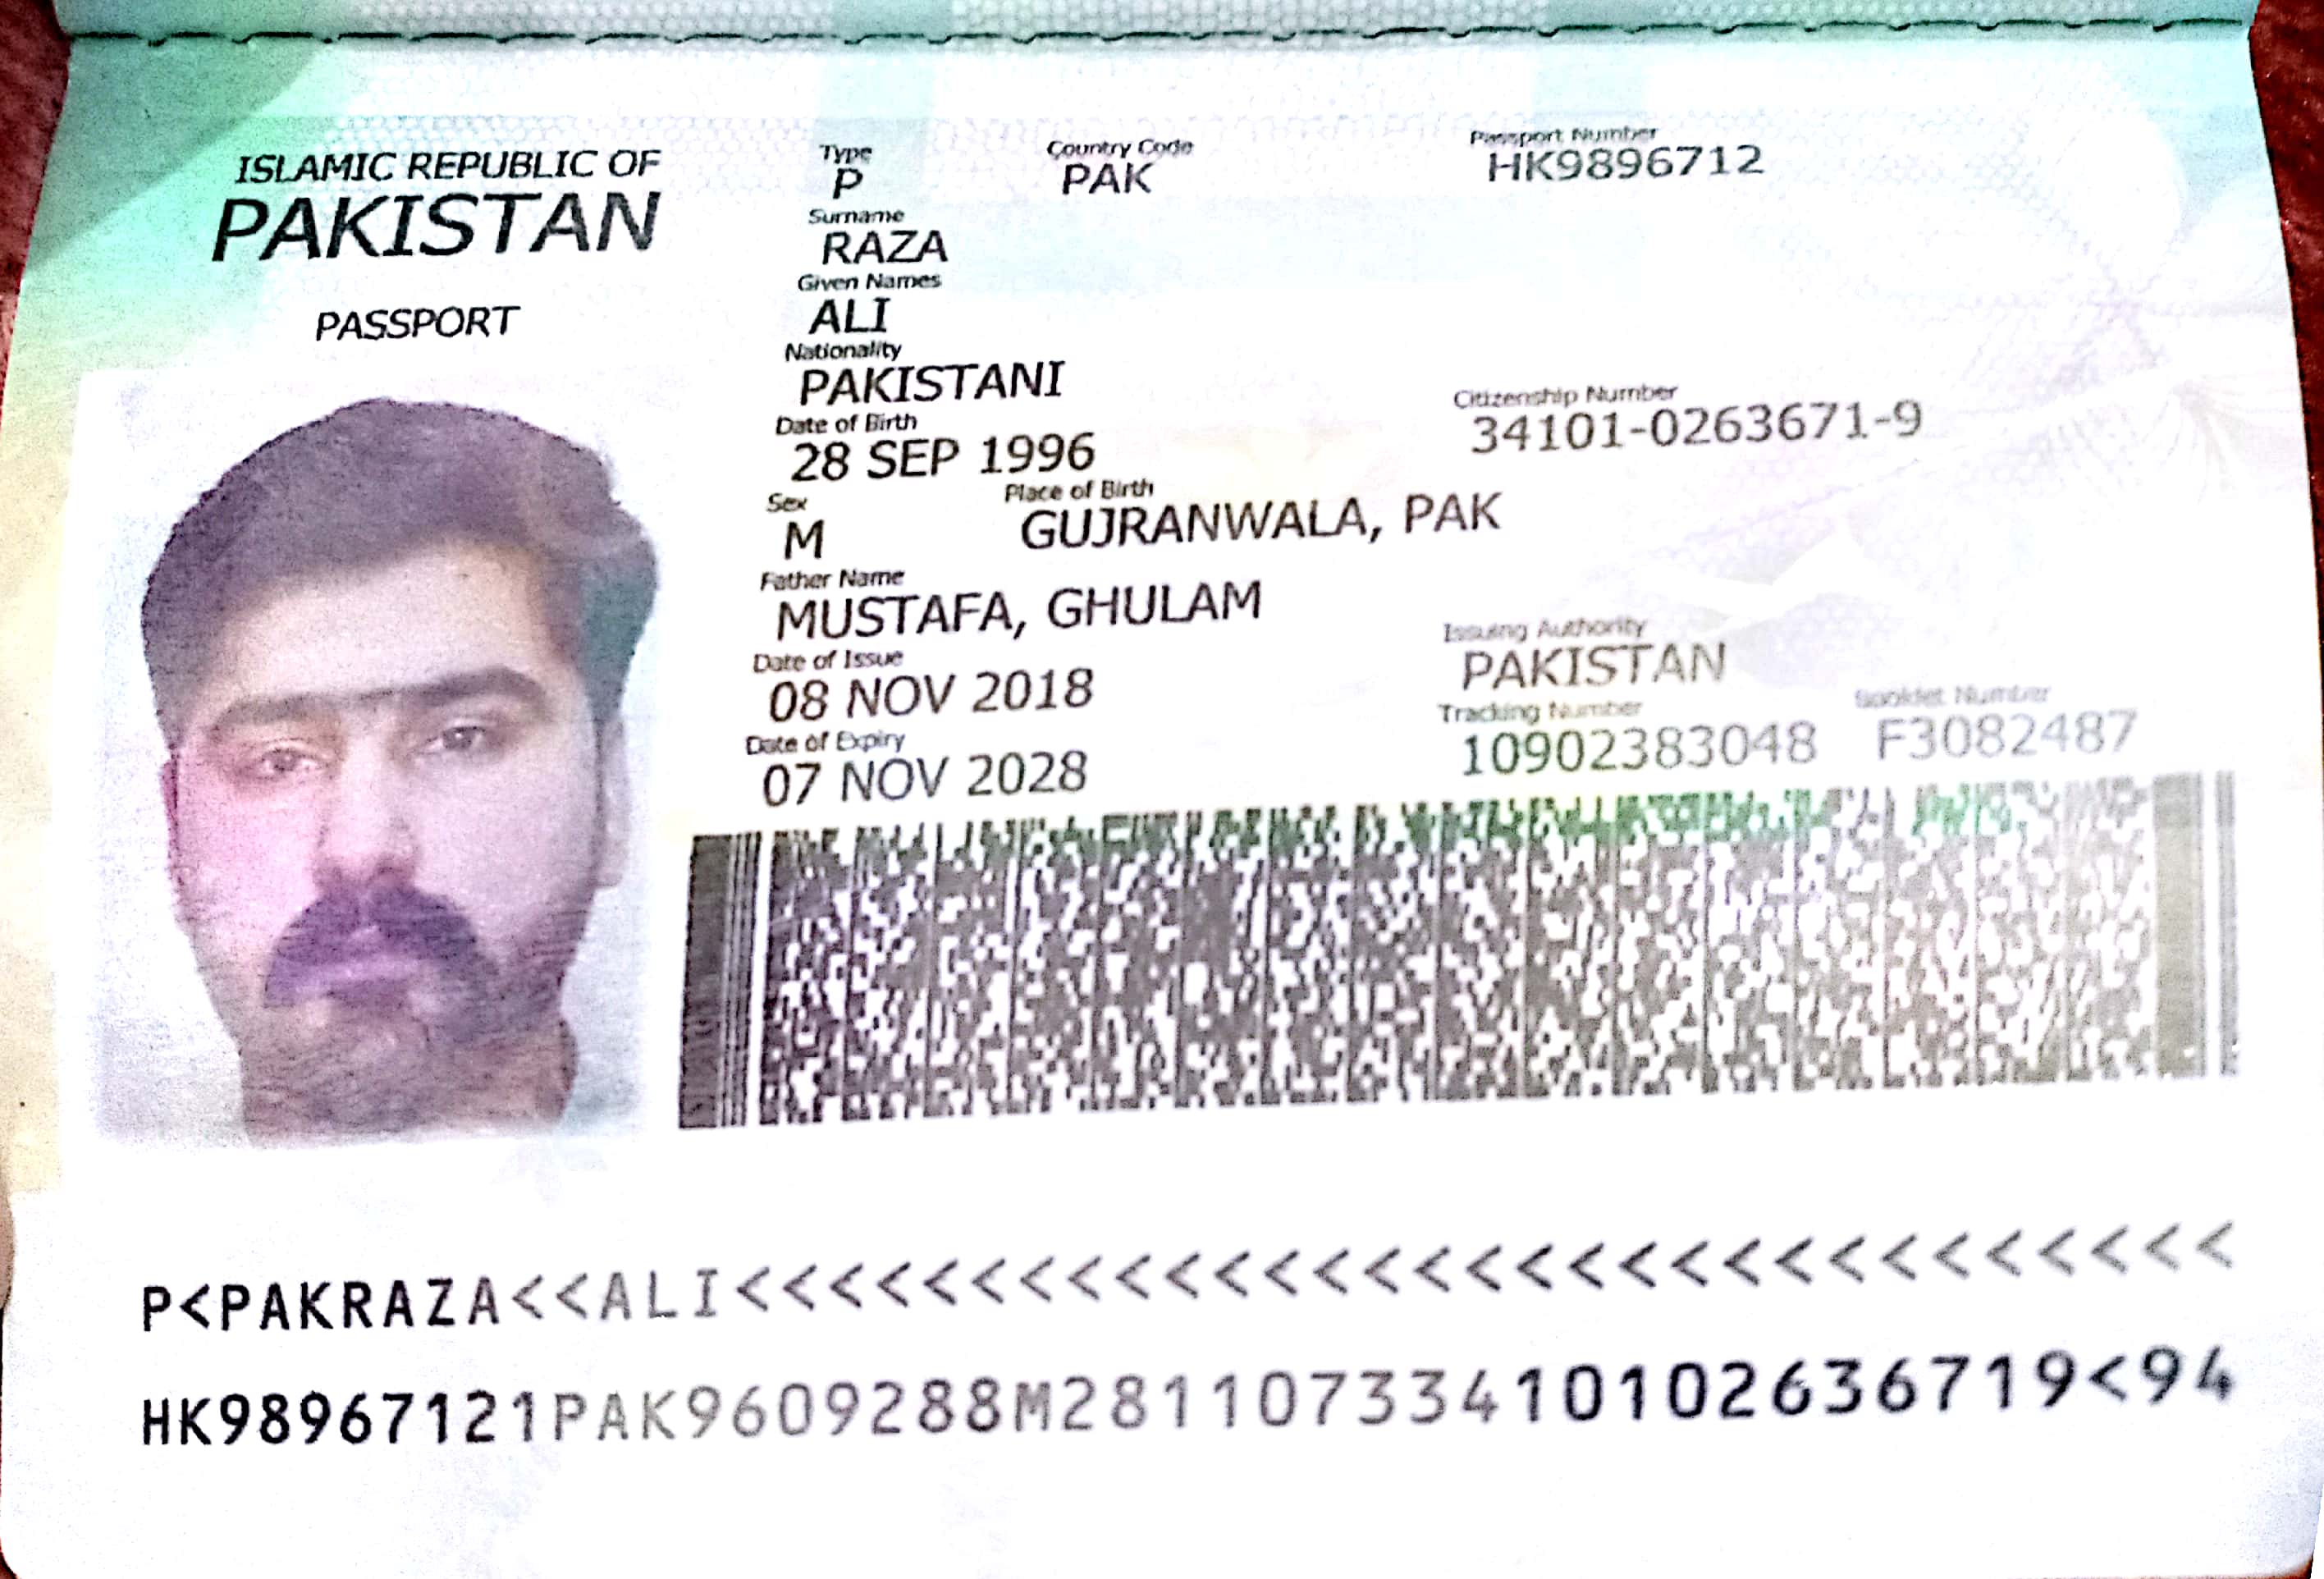 ISLAMIC REPUBLIC OF
PAKISTAN
PASSPORT
Type Country Code Passport Number
P PAK HK9896712
Surname
RAZA
Given Names
ALI
Nationality
PAKISTANI
Date of Birth Citizenship Number
28 SEP 1996 34101-0263671-9
Sex Place of Birth
M GUJRANWALA, PAK
Father Name
MUSTAFA, GHULAM
Date of Issue Issuing Authority
08 NOV 2018 PAKISTAN
Date of Expiry Tracking Number Booklet Number
07 NOV 2028 10902383048 F3082487
P<PAKRAZA<<ALI<<<<<<<<<<<<<<<<<<<<<<<<<<<<<<
HK98967121PAK9609288M28110733410102636719<94